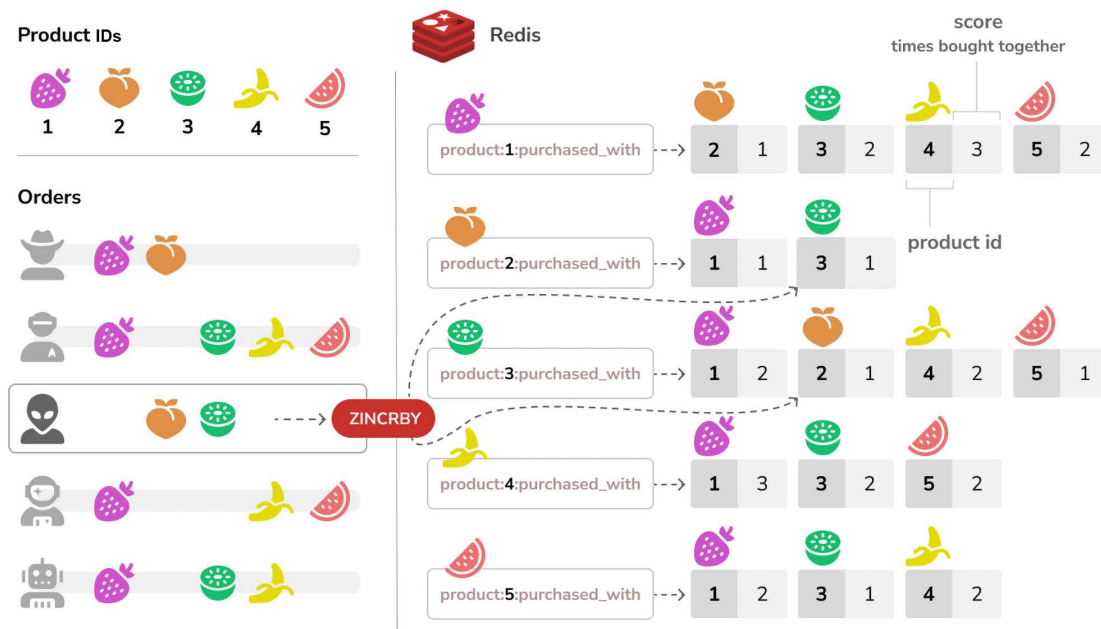 Product IDs
1 2 3 4 5
Orders
ZINCRBY
Redis
score
times bought together
product:1:purchased_with
2 1 3 2 4 3 5 2
product id
product:2:purchased_with
1 1 3 1
product:3:purchased_with
1 2 2 1 4 2 5 1
product:4:purchased_with
1 3 3 2 5 2
product:5:purchased_with
1 2 3 1 4 2